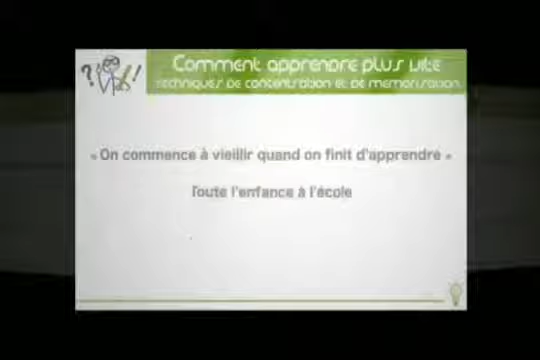 ?
!
Comment apprendre plus vite
techniques de concentration et de memorisation
« On commence à vieillir quand on finit d'apprendre »
Toute l'enfance à l'école